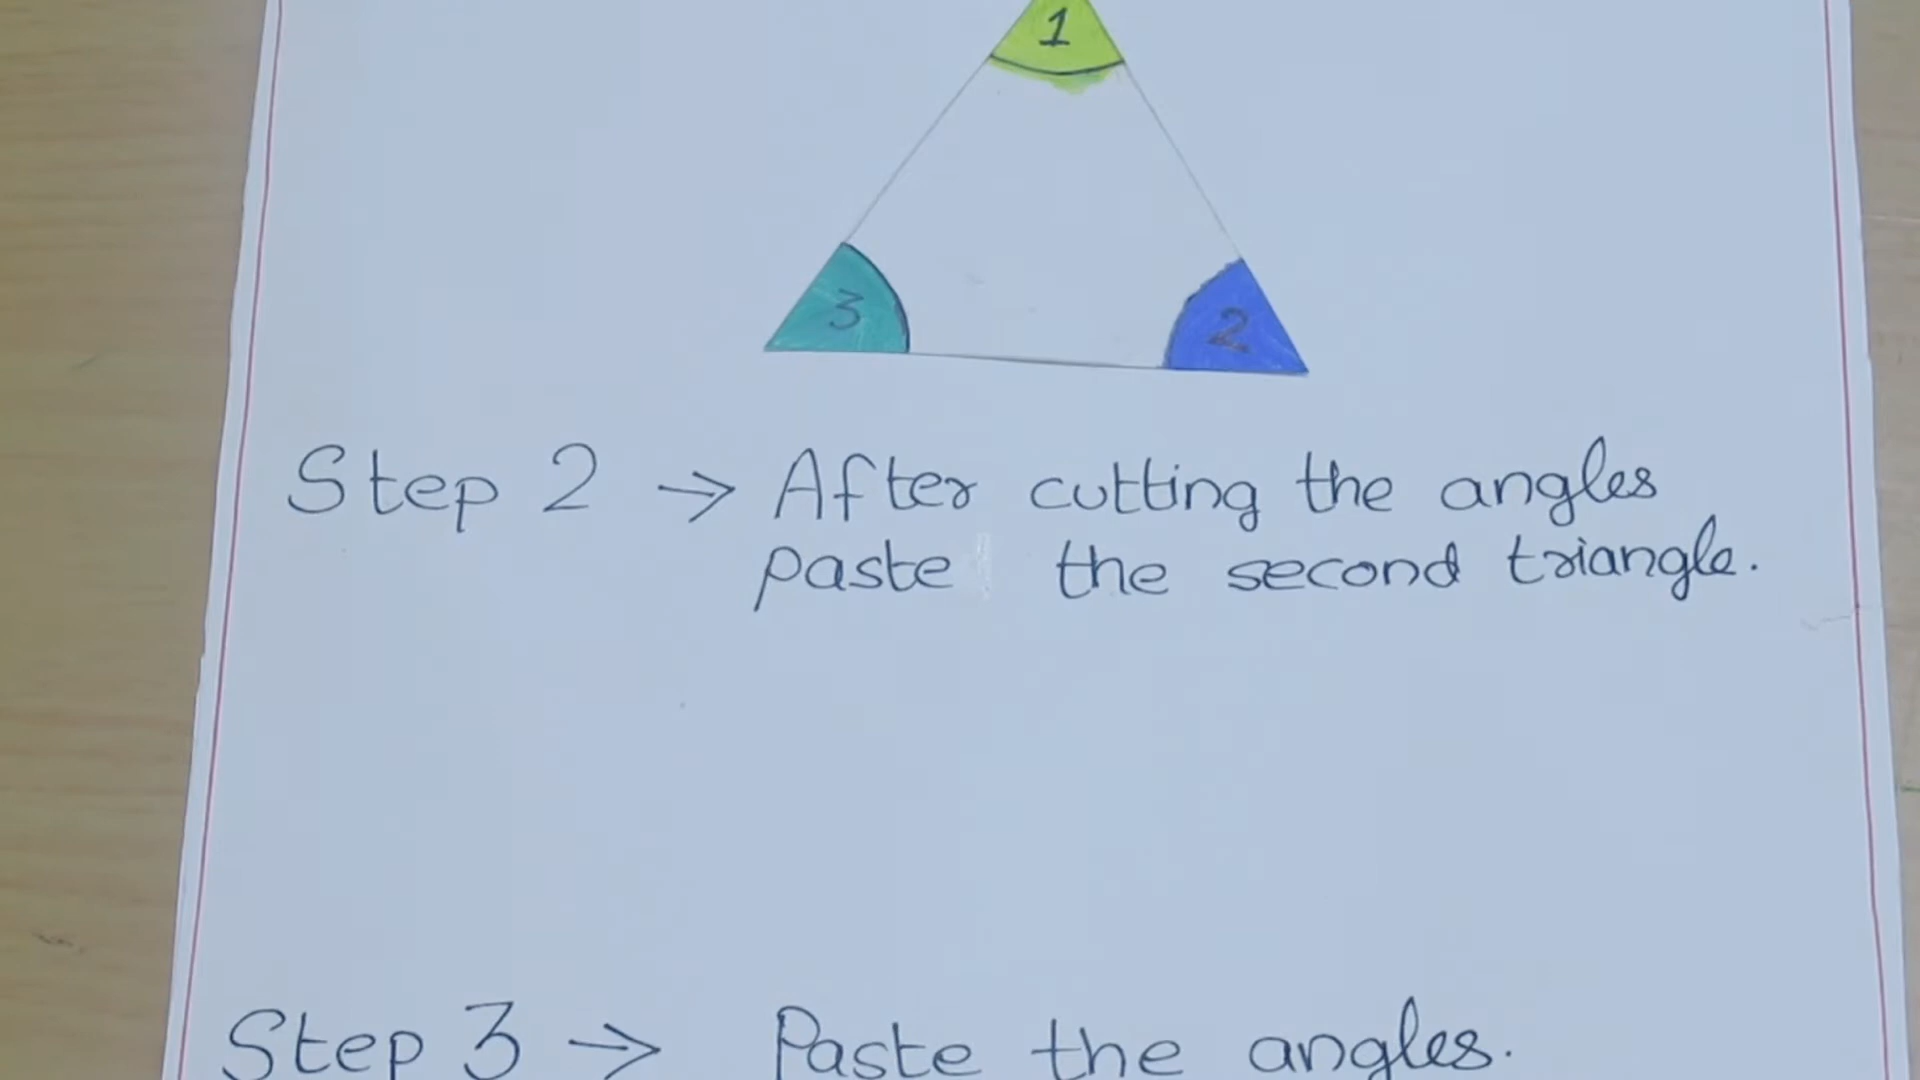 1
3
2
Step 2 → After cutting the angles
paste the second triangle.
Step 3 → Paste the angles.